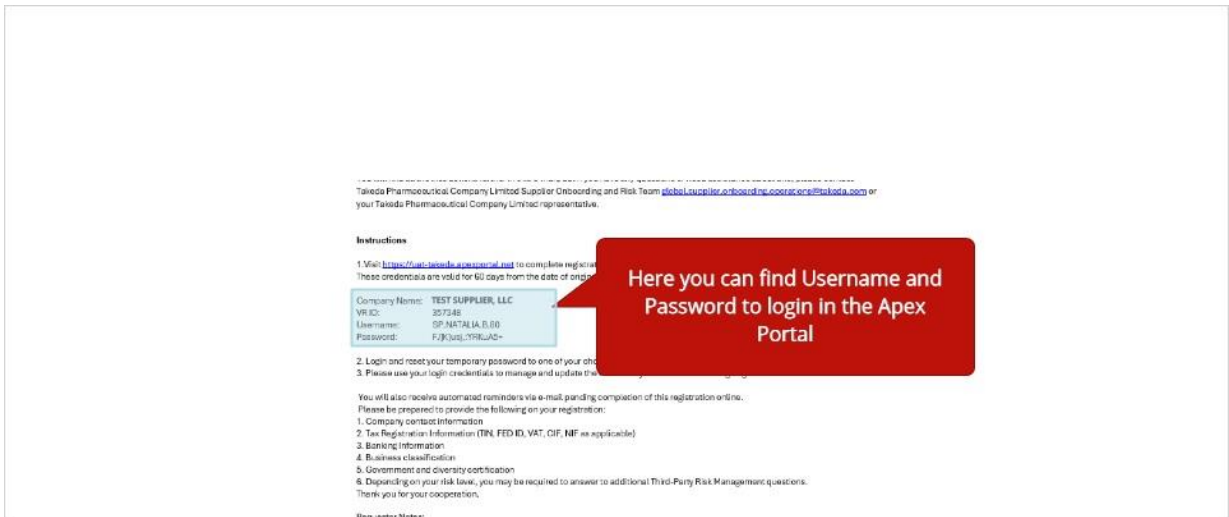 Takeda Pharmaceutical Company Limited Supplier Onboarding and Risk Team global.supplier.onboarding.operations@takeda.com or
your Takeda Pharmaceutical Company Limited representative.
Instructions
1.Visit https://uat-takeda.apexportal.net to complete registrat
These credentials are valid for 60 days from the date of origin
Company Name: TEST SUPPLIER, LLC
VR ID: 357348
Username: SP.NATALIA.B.80
Password:
Here you can find Username and
Password to login in the Apex
Portal
2. Login and reset your temporary password to one of your cho
3. Please use your login credentials to manage and update the
You will also receive automated reminders via e-mail pending completion of this registration online.
Please be prepared to provide the following on your registration:
1. Company contact information
2. Tax Registration Information (TIN, FED ID, VAT, CIF, NIF as applicable)
3. Banking Information
4. Business classification
5. Government and diversity certification
6. Depending on your risk level, you may be required to answer to additional Third-Party Risk Management questions.
Thank you for your cooperation.
Requester Notes: